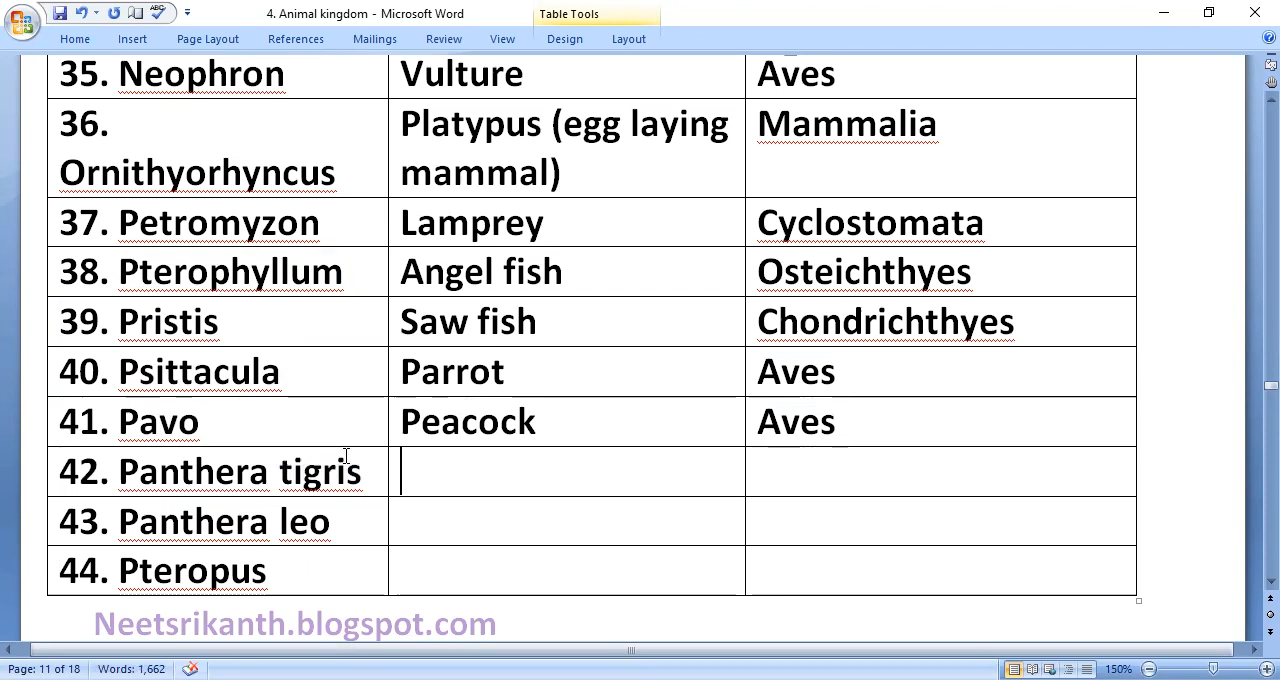 4. Animal kingdom - Microsoft Word
Table Tools
Home Insert Page Layout References Mailings Review View Design Layout
35. Neophron Vulture Aves
36. Platypus (egg laying Mammalia
Ornithyorhyncus mammal)
37. Petromyzon Lamprey Cyclostomata
38. Pterophyllum Angel fish Osteichthyes
39. Pristis Saw fish Chondrichthyes
40. Psittacula Parrot Aves
41. Pavo Peacock Aves
42. Panthera tigris
43. Panthera leo
44. Pteropus
Neetsrikanth.blogspot.com
Page: 11 of 18 Words: 1,662 150%